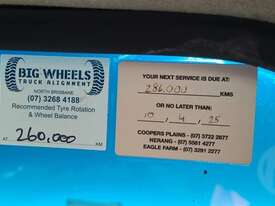 BIG WHEELS
TRUCK ALIGNMENT
NORTH BRISBANE
(07) 3268 4188
Recommended Tyre Rotation
& Wheel Balance
AT 260,000 KM
YOUR NEXT SERVICE IS DUE AT:
286,000 KMS
OR NO LATER THAN:
10 / 4 / 25
COOPERS PLAINS - (07) 3722 2677
NERANG - (07) 5581 4277
EAGLE FARM - (07) 3291 2277